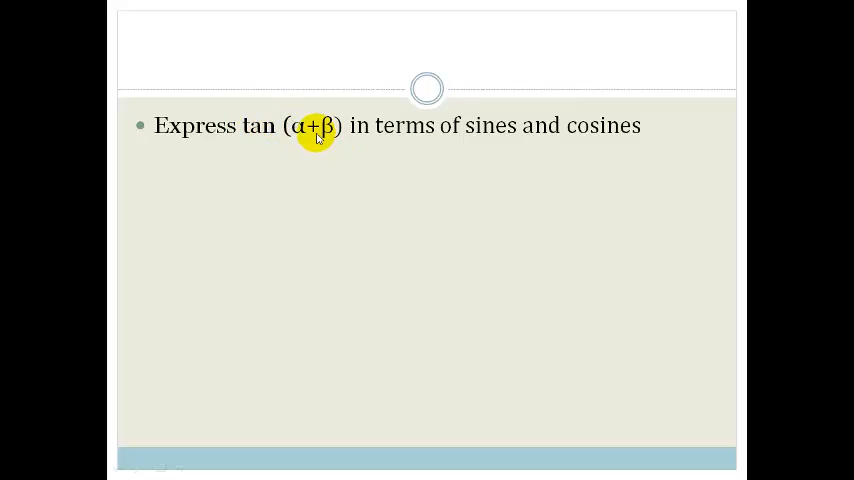 Express tan (α+β) in terms of sines and cosines